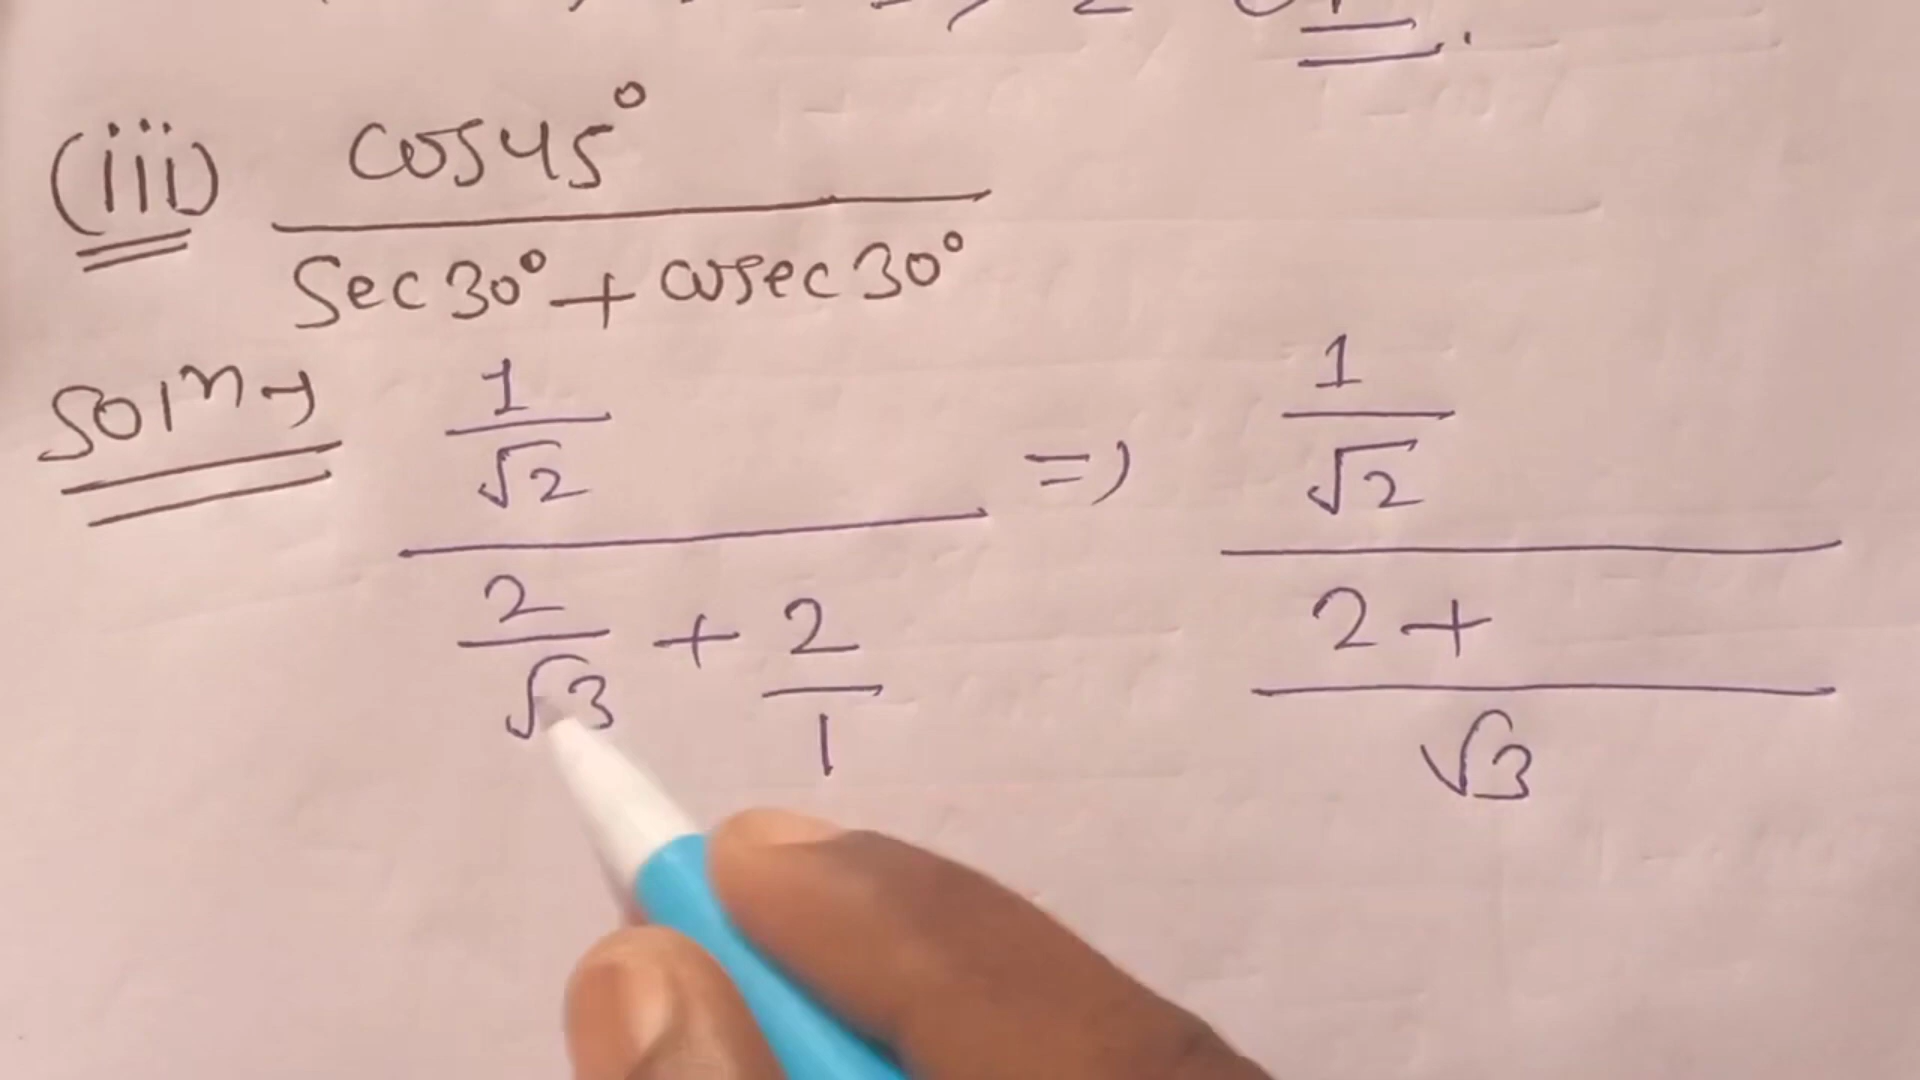 (iii) cos45°
sec30° + cosec30°
Solⁿ→ 1/√2 => 1/√2
2/√3 + 2/1 2+
√3